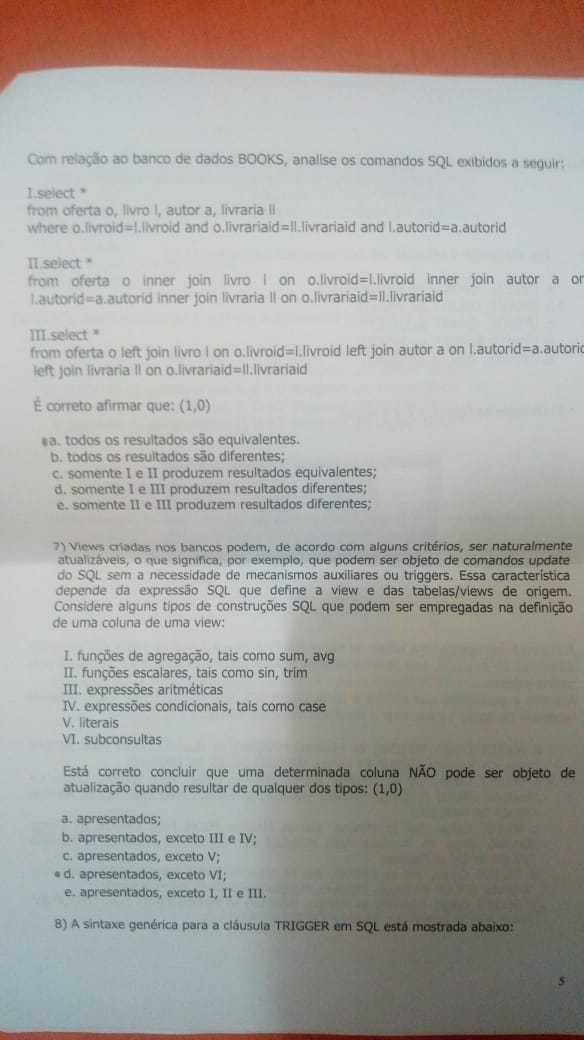 Com relação ao banco de dados BOOKS, analise os comandos SQL exibidos a seguir:
I.select *
from oferta o, livro l, autor a, livraria ll
where o.livroid=l.livroid and o.livrariaid=ll.livrariaid and l.autorid=a.autorid
II.select *
from oferta o inner join livro l on o.livroid=l.livroid inner join autor a on
l.autorid=a.autorid inner join livraria ll on o.livrariaid=ll.livrariaid
III.select *
from oferta o left join livro l on o.livroid=l.livroid left join autor a on l.autorid=a.autorid
left join livraria ll on o.livrariaid=ll.livrariaid
É correto afirmar que: (1,0)
a. todos os resultados são equivalentes.
b. todos os resultados são diferentes;
c. somente I e II produzem resultados equivalentes;
d. somente I e III produzem resultados diferentes;
e. somente II e III produzem resultados diferentes;
7) Views criadas nos bancos podem, de acordo com alguns critérios, ser naturalmente
atualizáveis, o que significa, por exemplo, que podem ser objeto de comandos update
do SQL sem a necessidade de mecanismos auxiliares ou triggers. Essa característica
depende da expressão SQL que define a view e das tabelas/views de origem.
Considere alguns tipos de construções SQL que podem ser empregadas na definição
de uma coluna de uma view:
I. funções de agregação, tais como sum, avg
II. funções escalares, tais como sin, trim
III. expressões aritméticas
IV. expressões condicionais, tais como case
V. literais
VI. subconsultas
Está correto concluir que uma determinada coluna NÃO pode ser objeto de
atualização quando resultar de qualquer dos tipos: (1,0)
a. apresentados;
b. apresentados, exceto III e IV;
c. apresentados, exceto V;
d. apresentados, exceto VI;
e. apresentados, exceto I, II e III.
8) A sintaxe genérica para a cláusula TRIGGER em SQL está mostrada abaixo:
5